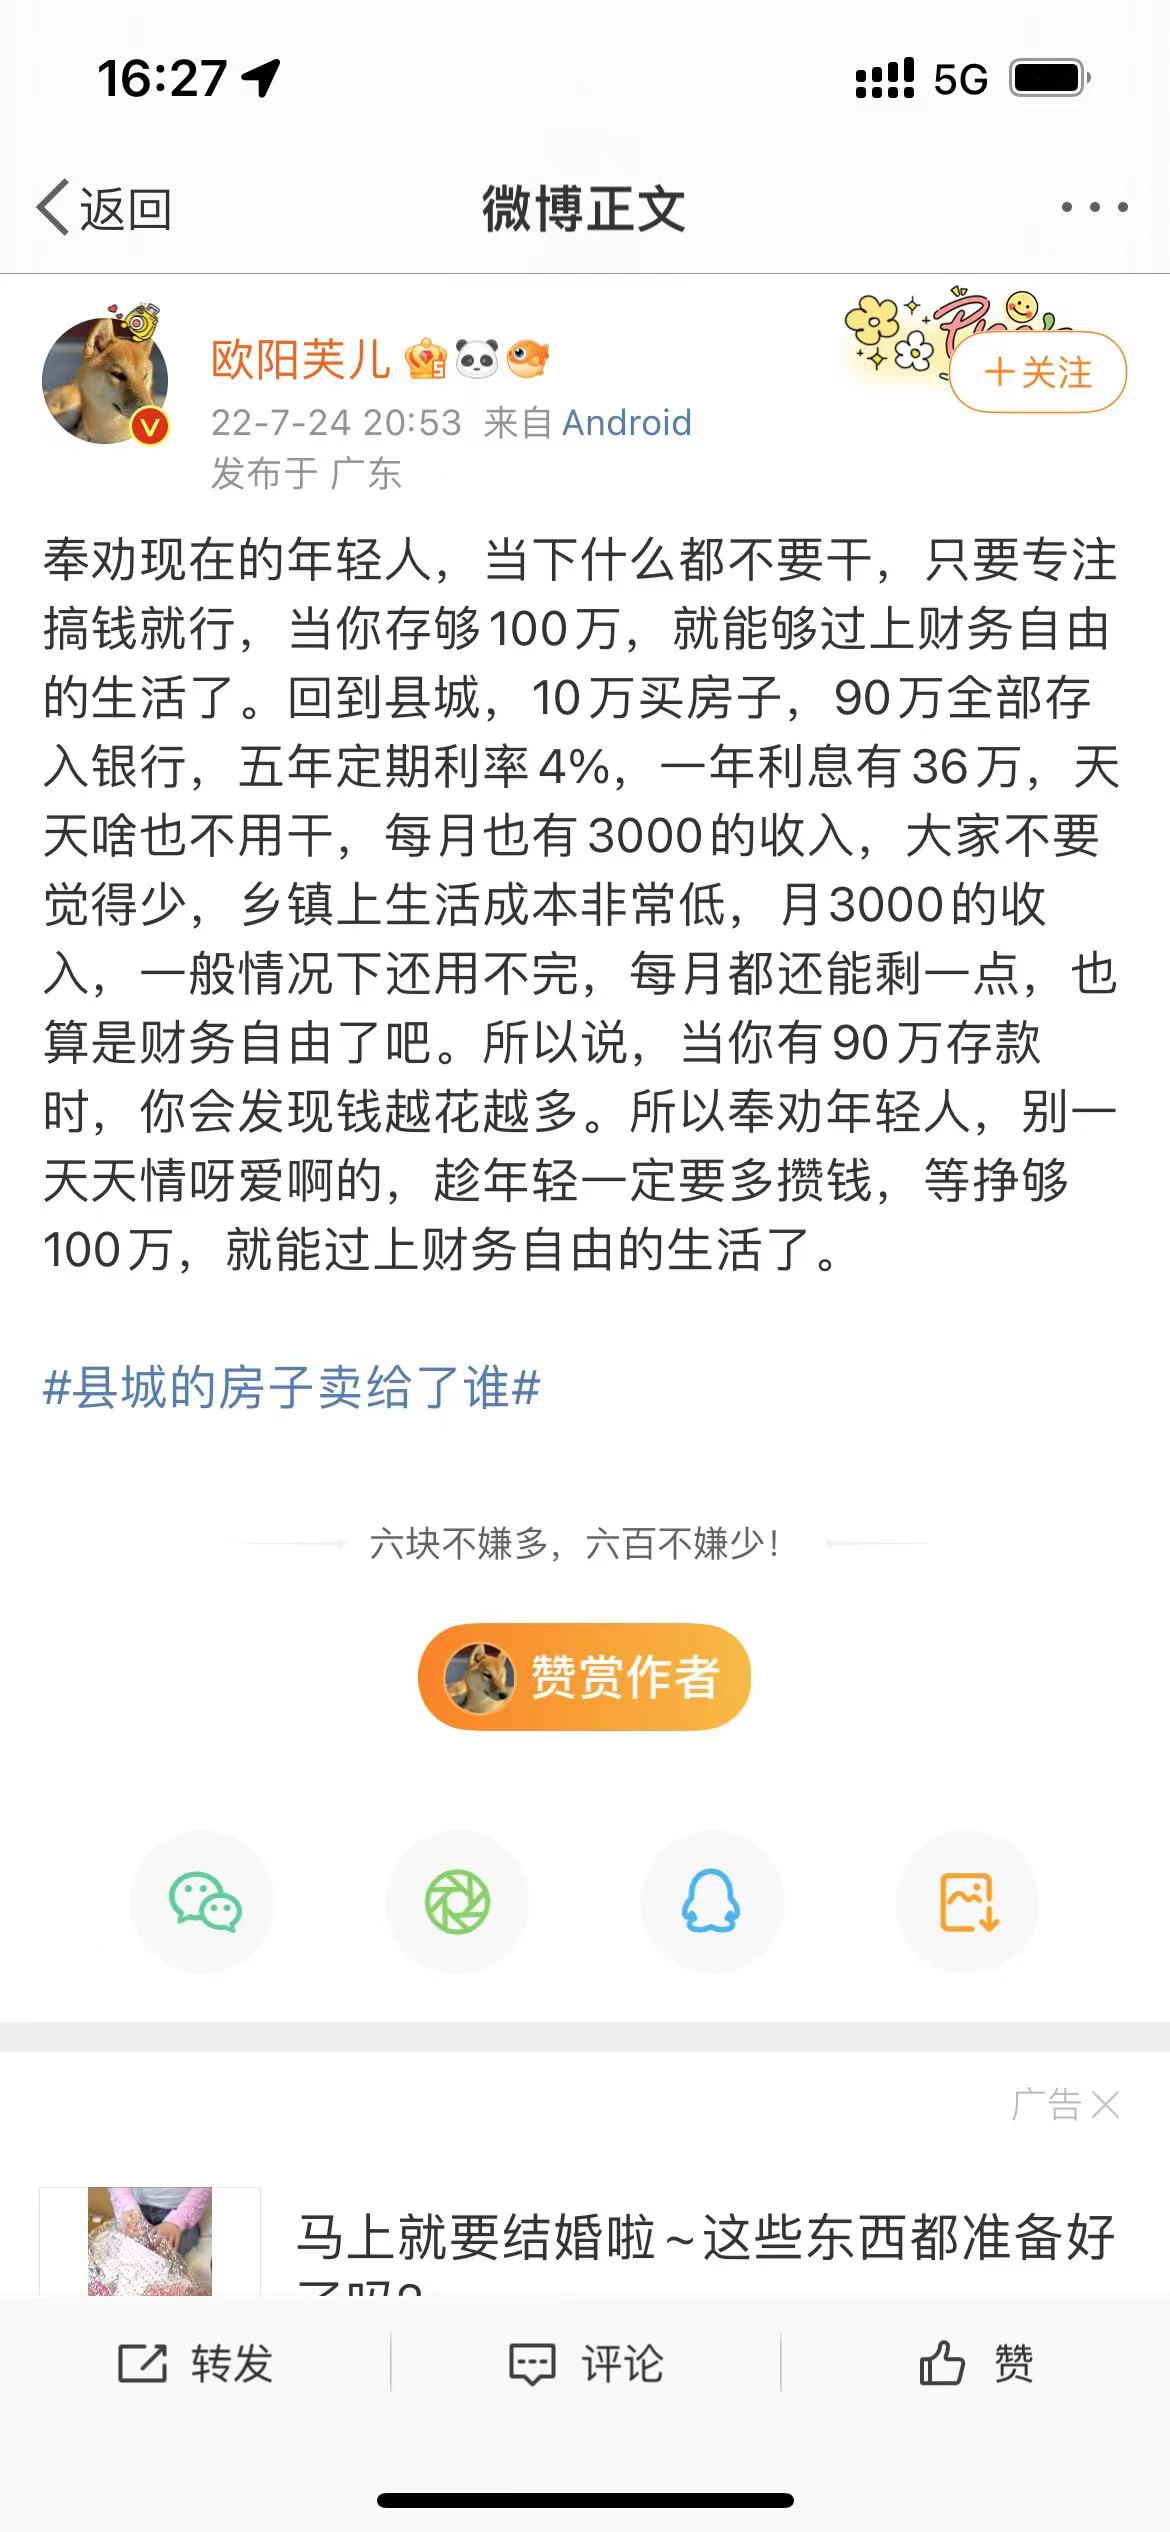 16:27
5G
返回
微博正文
欧阳芙儿
+关注
22-7-24 20:53 来自 Android
发布于 广东
奉劝现在的年轻人，当下什么都不要干，只要专注
搞钱就行，当你存够100万，就能够过上财务自由
的生活了。回到县城，10万买房子，90万全部存
入银行，五年定期利率4%，一年利息有36万，天
天啥也不用干，每月也有3000的收入，大家不要
觉得少，乡镇上生活成本非常低，月3000的收
入，一般情况下还用不完，每月都还能剩一点，也
算是财务自由了吧。所以说，当你有90万存款
时，你会发现钱越花越多。所以奉劝年轻人，别一
天天情呀爱啊的，趁年轻一定要多攒钱，等挣够
100万，就能过上财务自由的生活了。
#县城的房子卖给了谁#
六块不嫌多，六百不嫌少！
赞赏作者
广告
马上就要结婚啦~这些东西都准备好
了吗?
转发
评论
赞